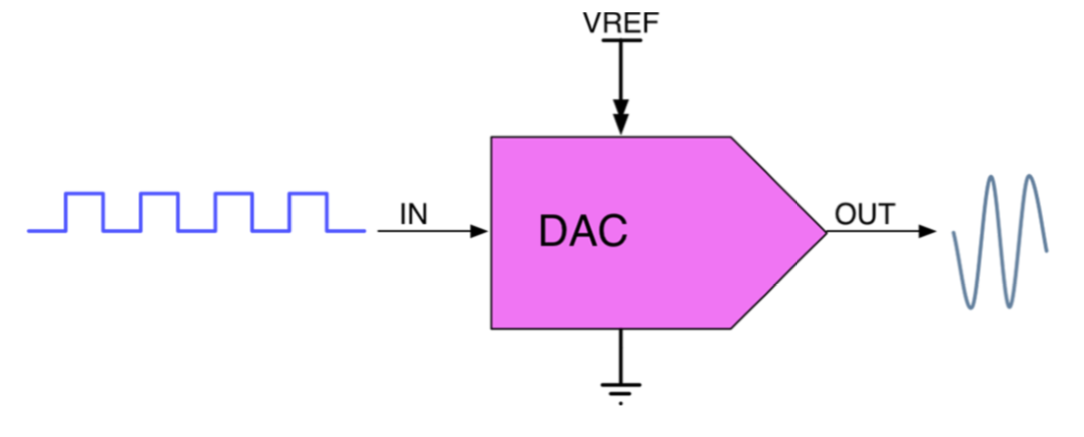 VREF
IN
DAC
OUT